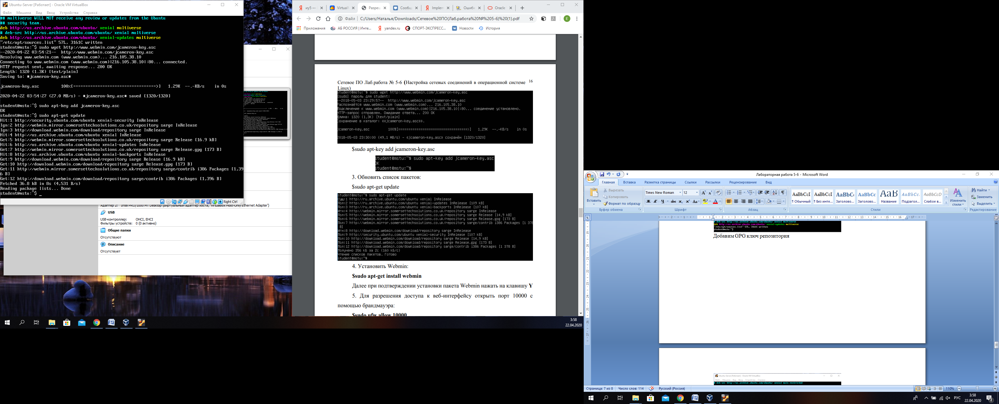 Ubuntu-Server [Работает] - Oracle VM VirtualBox
Файл Машина Вид Ввод Устройства Справка
## multiverse WILL NOT receive any review or updates from the Ubuntu
## security team.
deb http://us.archive.ubuntu.com/ubuntu/ xenial multiverse
# deb-src http://us.archive.ubuntu.com/ubuntu/ xenial multiverse
deb http://us.archive.ubuntu.com/ubuntu/ xenial-updates multiverse
"/etc/apt/sources.list" 57L, 3161C written
student@mstu:~$ sudo wget http://www.webmin.com/jcameron-key.asc
--2020-04-22 03:54:21-- http://www.webmin.com/jcameron-key.asc
Resolving www.webmin.com (www.webmin.com)... 216.105.38.10
Connecting to www.webmin.com (www.webmin.com)|216.105.38.10|:80... connected.
HTTP request sent, awaiting response... 200 OK
Length: 1320 (1.3K) [text/plain]
Saving to: ■jcameron-key.asc■
jcameron-key.asc 100%[==================================>] 1.29K --.-KB/s in 0s
2020-04-22 03:54:27 (27.0 MB/s) - ■jcameron-key.asc■ saved [1320/1320]
student@mstu:~$ sudo apt-key add jcameron-key.asc
OK
student@mstu:~$ sudo apt-get update
Hit:1 http://security.ubuntu.com/ubuntu xenial-security InRelease
Ign:2 http://webmin.mirror.somersettechsolutions.co.uk/repository sarge InRelease
Ign:3 http://download.webmin.com/download/repository sarge InRelease
Hit:4 http://us.archive.ubuntu.com/ubuntu xenial InRelease
Get:5 http://webmin.mirror.somersettechsolutions.co.uk/repository sarge Release [16.9 kB]
Hit:6 http://us.archive.ubuntu.com/ubuntu xenial-updates InRelease
Get:7 http://webmin.mirror.somersettechsolutions.co.uk/repository sarge Release.gpg [173 B]
Hit:8 http://us.archive.ubuntu.com/ubuntu xenial-backports InRelease
Get:9 http://download.webmin.com/download/repository sarge Release [16.9 kB]
Get:10 http://download.webmin.com/download/repository sarge Release.gpg [173 B]
Get:11 http://webmin.mirror.somersettechsolutions.co.uk/repository sarge/contrib i386 Packages [1,39
6 B]
Get:12 http://download.webmin.com/download/repository sarge/contrib i386 Packages [1,396 B]
Fetched 36.8 kB in 8s (4,531 B/s)
Reading package lists... Done
student@mstu:~$ _
Right Ctrl
Адаптер 2: Intel PRO/1000 MT Desktop (Виртуальный адаптер хоста, 'VirtualBox Host-Only Ethernet Adapter')
USB
USB-контроллер: OHCI, EHCI
Фильтры устройств: 0 (0 активно)
Общие папки
Отсутствуют
Описание
Отсутствует
3:58
22.04.2020
иу5 — Virtual Разреш Сообщ Implem Ошибк Oracle
Файл C:/Users/Наталья/Downloads/Сетевое%20ПО(Лаб.работа%20№%205-6)%20(1).pdf
Приложения АБ РОССИЯ | Инте... yandex.ru СПОРТ-ЭКСПРЕСС... Новости История
Сетевое ПО Лаб.работа № 5-6 (Настройка сетевых соединений в операционной системе 16
Linux)
student@mstu:~$ sudo wget http://www.webmin.com/jcameron-key.asc
[sudo] пароль для student:
--2018-05-03 23:29:57-- http://www.webmin.com/jcameron-key.asc
Распознаётся www.webmin.com (www.webmin.com)... 216.105.38.10
Подключение к www.webmin.com (www.webmin.com)|216.105.38.10|:80... соединение установлено.
HTTP-запрос отправлен. Ожидание ответа... 200 OK
Длина: 1320 (1,3K) [text/plain]
Сохранение в каталог: ««jcameron-key.asc»».
jcameron-key.asc 100%[==================================>] 1,29K --.-KB/s in 0s
2018-05-03 23:30:00 (49,1 MB/s) - «jcameron-key.asc» сохранён [1320/1320]
$sudo apt-key add jcameron-key.asc
student@mstu:~$ sudo apt-key add jcameron-key.asc
OK
student@mstu:~$
3. Обновить список пакетов:
$sudo apt-get update
student@mstu:~$ sudo apt-get update
Сущ:1 http://ru.archive.ubuntu.com/ubuntu xenial InRelease
Пол:2 http://ru.archive.ubuntu.com/ubuntu xenial-updates InRelease [109 kB]
Пол:3 http://ru.archive.ubuntu.com/ubuntu xenial-backports InRelease [107 kB]
Игн:4 http://webmin.mirror.somersettechsolutions.co.uk/repository sarge InRelease
Пол:5 http://webmin.mirror.somersettechsolutions.co.uk/repository sarge Release [14,9 kB]
Пол:6 http://webmin.mirror.somersettechsolutions.co.uk/repository sarge Release.gpg [173 B]
Пол:7 http://webmin.mirror.somersettechsolutions.co.uk/repository sarge/contrib i386 Packages [1 378
B]
Игн:8 http://download.webmin.com/download/repository sarge InRelease
Пол:9 http://security.ubuntu.com/ubuntu xenial-security InRelease [107 kB]
Пол:10 http://download.webmin.com/download/repository sarge Release [14,9 kB]
Пол:11 http://download.webmin.com/download/repository sarge Release.gpg [173 B]
Пол:12 http://download.webmin.com/download/repository sarge/contrib i386 Packages [1 378 B]
Получено 356 кБ за 2с (160 кБ/c)
Чтение списков пакетов… Готово
student@mstu:~$
4. Установить Webmin:
$sudo apt-get install webmin
Далее при подтверждении установки пакета Webmin нажать на клавишу Y
5. Для разрешения доступа к веб-интерфейсу открыть порт 10000 с
помощью брандмауэра:
$sudo ufw allow 10000
Лабораторная работа 5-6 - Microsoft Word
Главная Вставка Разметка страницы Ссылки Рассылки Рецензирование Вид
Вставить
Вырезать
Копировать
Формат по образцу
Буфер обмена
Times New Roman 12
Шрифт
Абзац
AaBbCcI AaBbCcI AaBbC AaBbCc AaB AaBbCc. AaBbCcD
¶ Обычный ¶ Без инте... Заголово... Заголово... Название Подзагол... Слабое в...
Изменить стили
Стили
Найти
Заменить
Выделить
Редактирование
# deb-src http://us.archive.ubuntu.com/ubuntu/ xenial multiverse
deb http://us.archive.ubuntu.com/ubuntu/ xenial-updates multiverse
"/etc/apt/sources.list" 57L, 3161C written
student@mstu:~$
Добавим GPG ключ репозитория
Ubuntu-Server [Работает] - Oracle VM VirtualBox
Файл Машина Вид Ввод Устройства Справка
# deb-src http://us.archive.ubuntu.com/ubuntu/ xenial main restricted
Страница: 7 из 8 Число слов: 114 Русский (Россия) 110%
РУС
3:58
22.04.2020
2